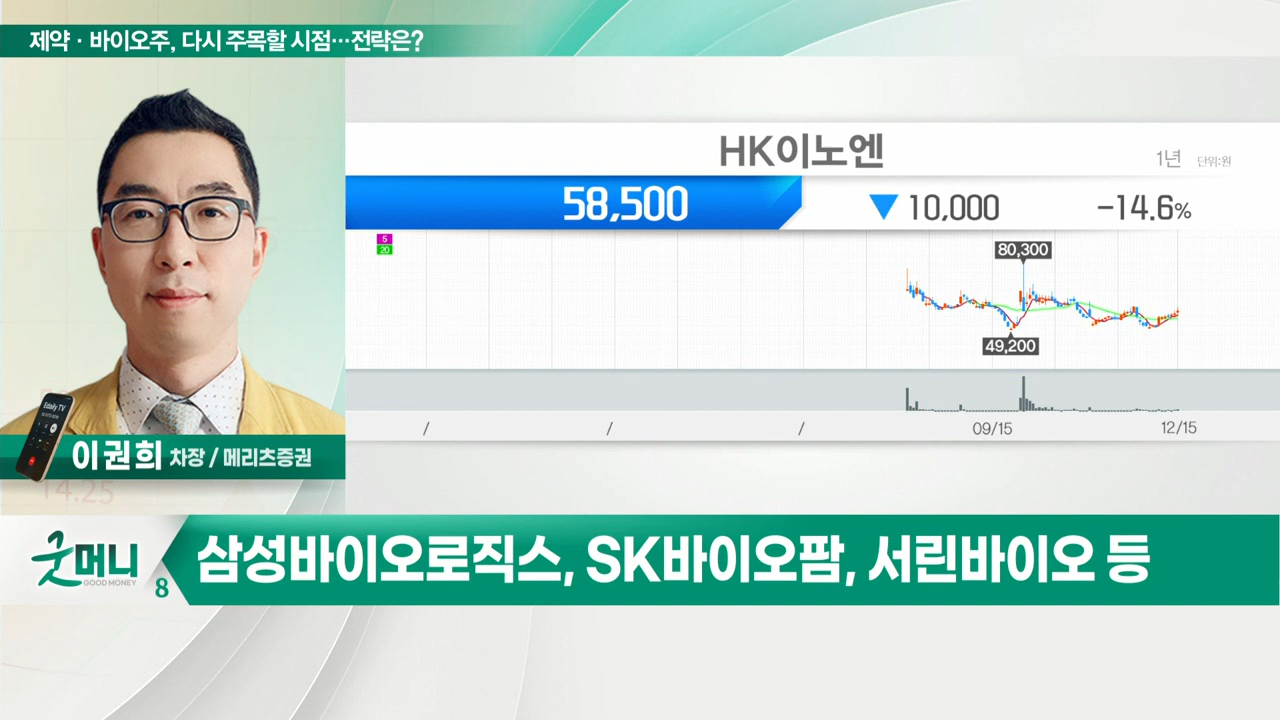 제약·바이오주, 다시 주목할 시점…전략은?
HK이노엔
1년 단위:원
58,500 ▼ 10,000 -14.6%
5
20
80,300
49,200
/ / / 09/15 12/15
Edaily TV
이권희 차장 / 메리츠증권
14.25
굿머니 GOOD MONEY 8
삼성바이오로직스, SK바이오팜, 서린바이오 등